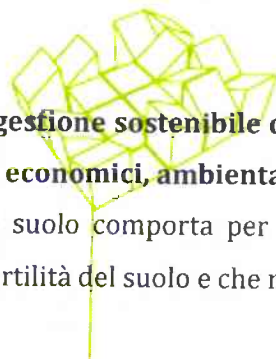 gestione sostenibile
economici, ambienta
suolo comporta per
rtilità del suolo e che